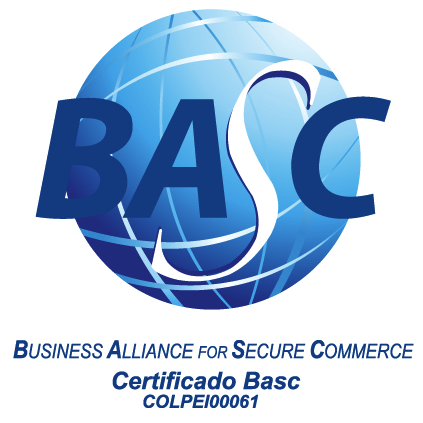 BASC
BUSINESS ALLIANCE FOR SECURE COMMERCE
Certificado Basc
COLPEI00061